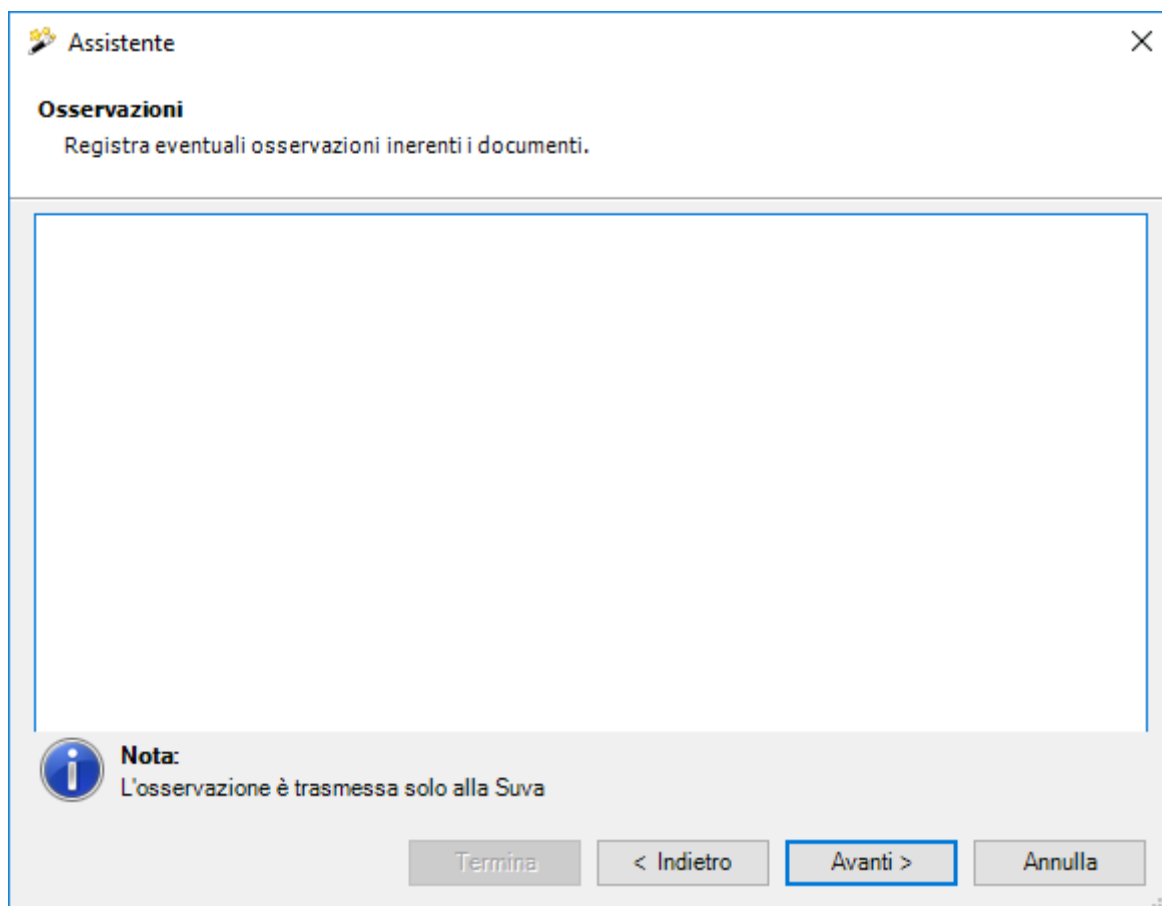 Assistente
Osservazioni
Registra eventuali osservazioni inerenti i documenti.
Nota:
L'osservazione è trasmessa solo alla Suva
Termina
< Indietro
Avanti >
Annulla